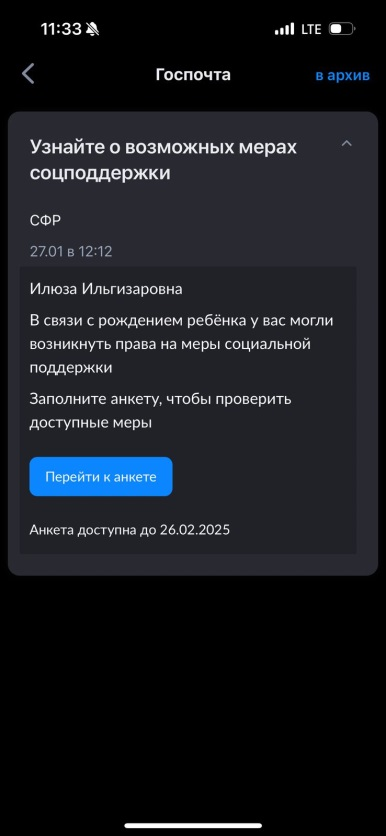 11:33
LTE
Госпочта
в архив
Узнайте о возможных мерах
соцподдержки
СФР
27.01 в 12:12
Илюза Ильгизаровна
В связи с рождением ребёнка у вас могли
возникнуть права на меры социальной
поддержки
Заполните анкету, чтобы проверить
доступные меры
Перейти к анкете
Анкета доступна до 26.02.2025